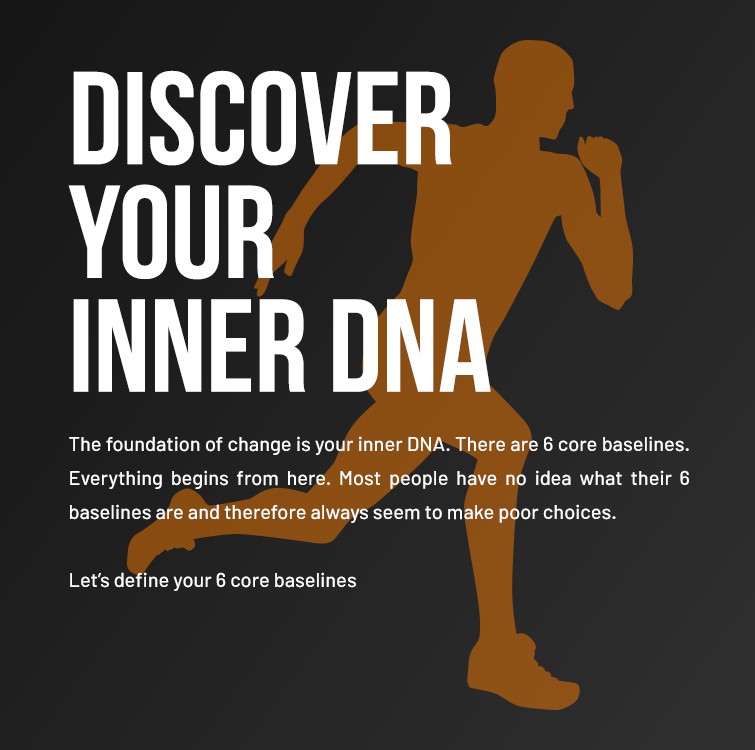 DISCOVER
YOUR
INNER DNA
The foundation of change is your inner DNA. There are 6 core baselines.
Everything begins from here. Most people have no idea what their 6
baselines are and therefore always seem to make poor choices.
Let’s define your 6 core baselines